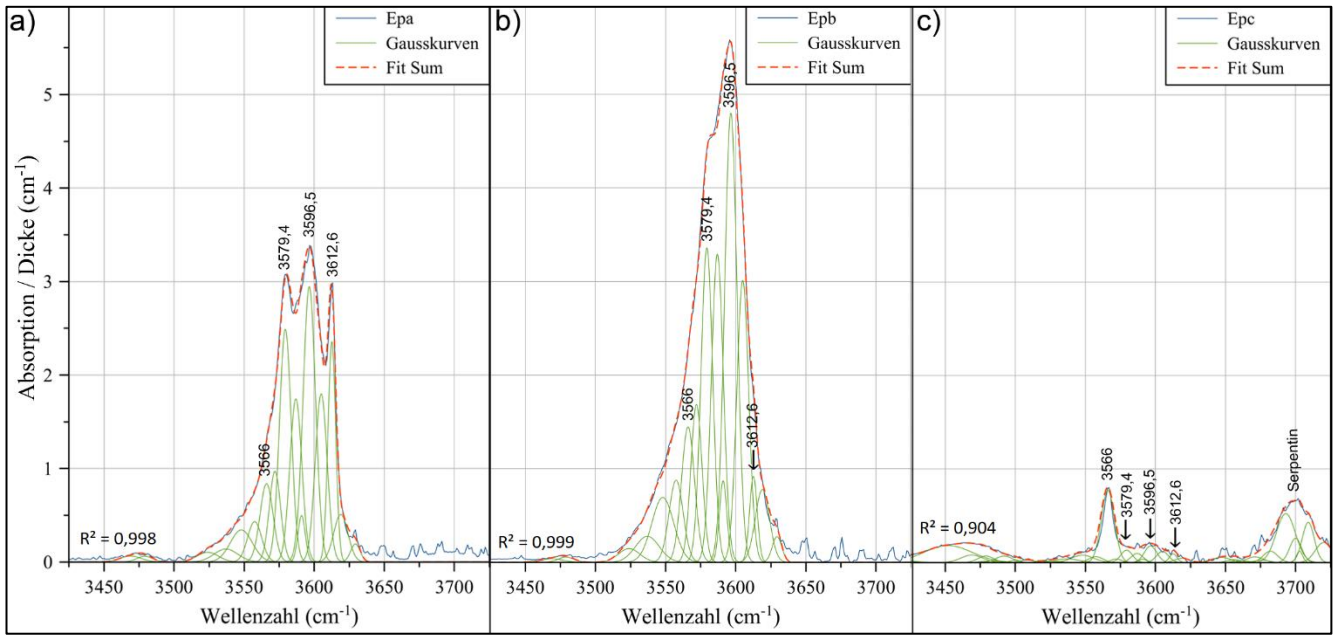 a)
Epa
Gausskurven
Fit Sum
5
4
3
2
1
0
Absorption / Dicke (cm⁻¹)
3566
3579,4
3596,5
3612,6
R² = 0,998
3450 3500 3550 3600 3650 3700
Wellenzahl (cm⁻¹)
b)
Epb
Gausskurven
Fit Sum
3566
3579,4
3596,5
3612,6
R² = 0,999
3450 3500 3550 3600 3650 3700
Wellenzahl (cm⁻¹)
c)
Epc
Gausskurven
Fit Sum
3566
3579,4
3596,5
3612,6
Serpentin
R² = 0,904
3450 3500 3550 3600 3650 3700
Wellenzahl (cm⁻¹)